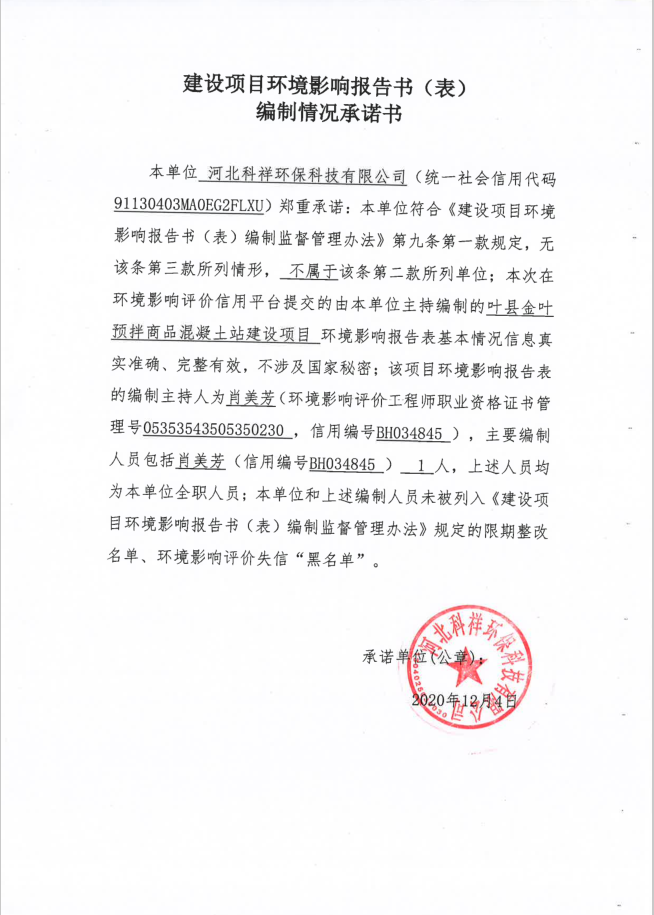 建设项目环境影响报告书（表）
编制情况承诺书
本单位 河北科祥环保科技有限公司（统一社会信用代码
91130403MA0EG2FLXU）郑重承诺：本单位符合《建设项目环境
影响报告书（表）编制监督管理办法》第九条第一款规定，无
该条第三款所列情形， 不属于该条第二款所列单位；本次在
环境影响评价信用平台提交的由本单位主持编制的叶县金叶
预拌商品混凝土站建设项目 环境影响报告表基本情况信息真
实准确、完整有效，不涉及国家秘密；该项目环境影响报告表
的编制主持人为肖美芳（环境影响评价工程师职业资格证书管
理号05353543505350230 ，信用编号BH034845 ），主要编制
人员包括肖美芳（信用编号BH034845 ） 1 人，上述人员均
为本单位全职人员；本单位和上述编制人员未被列入《建设项
目环境影响报告书（表）编制监督管理办法》规定的限期整改
名单、环境影响评价失信“黑名单”。
承诺单位(公章)：
2020年12月4日
河北科祥环保科技有限公司